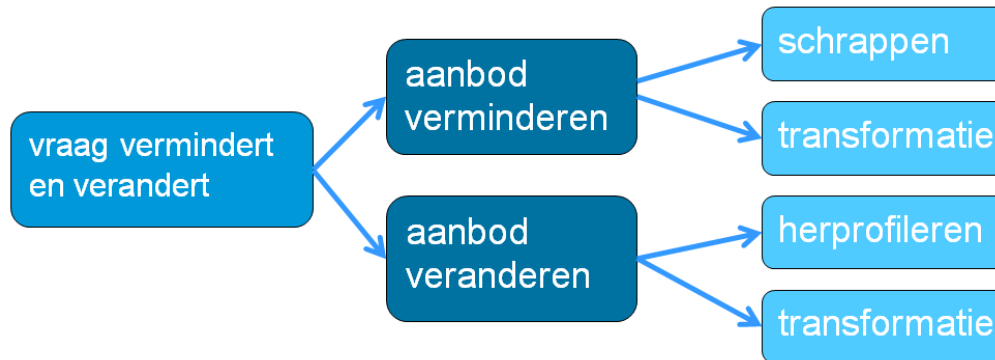 vraag vermindert
en verandert
aanbod
verminderen
aanbod
veranderen
schrappen
transformatie
herprofileren
transformatie